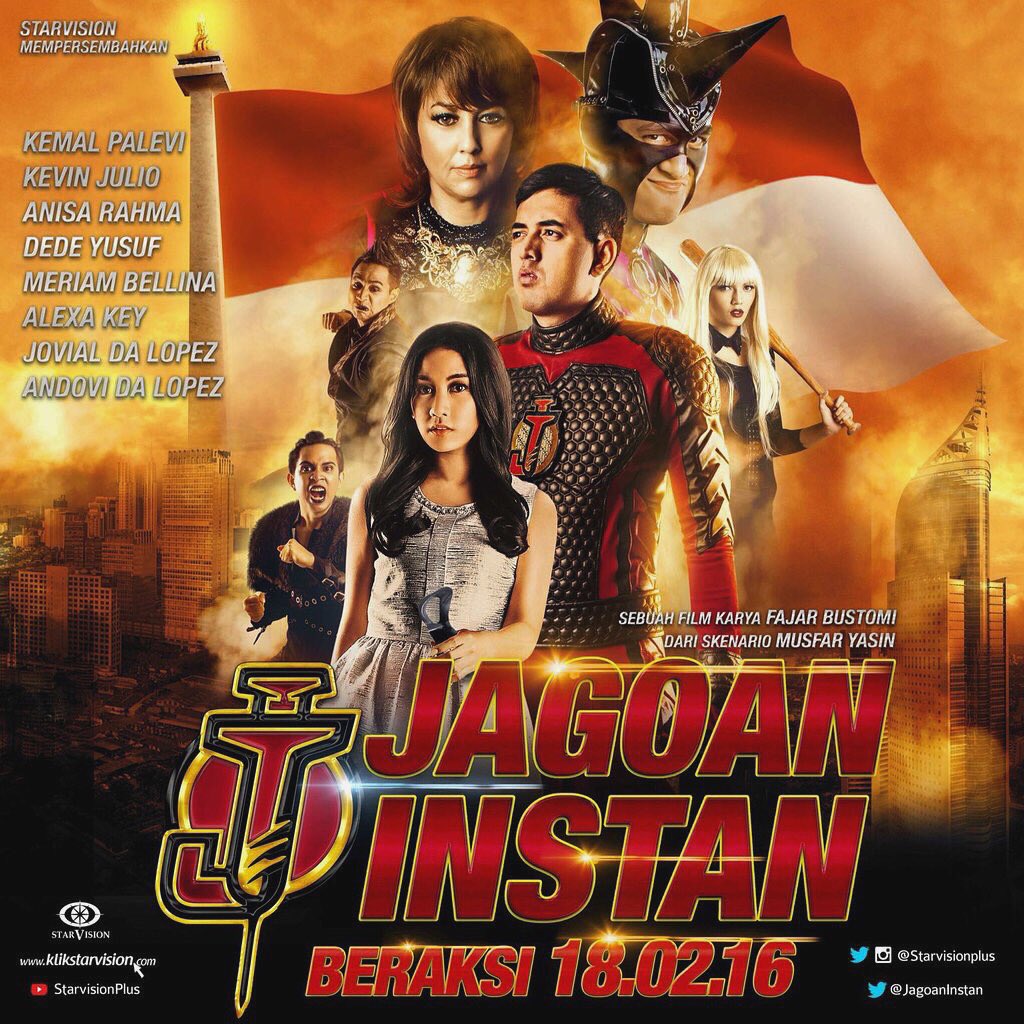 STARVISION
MEMPERSEMBAHKAN
KEMAL PALEVI
KEVIN JULIO
ANISA RAHMA
DEDE YUSUF
MERIAM BELLINA
ALEXA KEY
JOVIAL DA LOPEZ
ANDOVI DA LOPEZ
SEBUAH FILM KARYA FAJAR BUSTOMI
DARI SKENARIO MUSFAR YASIN
JAGOAN
INSTAN
BERAKSI 18.02.16
STARVISION
www.klikstarvision.com
StarvisionPlus
@Starvisionplus
@JagoanInstan